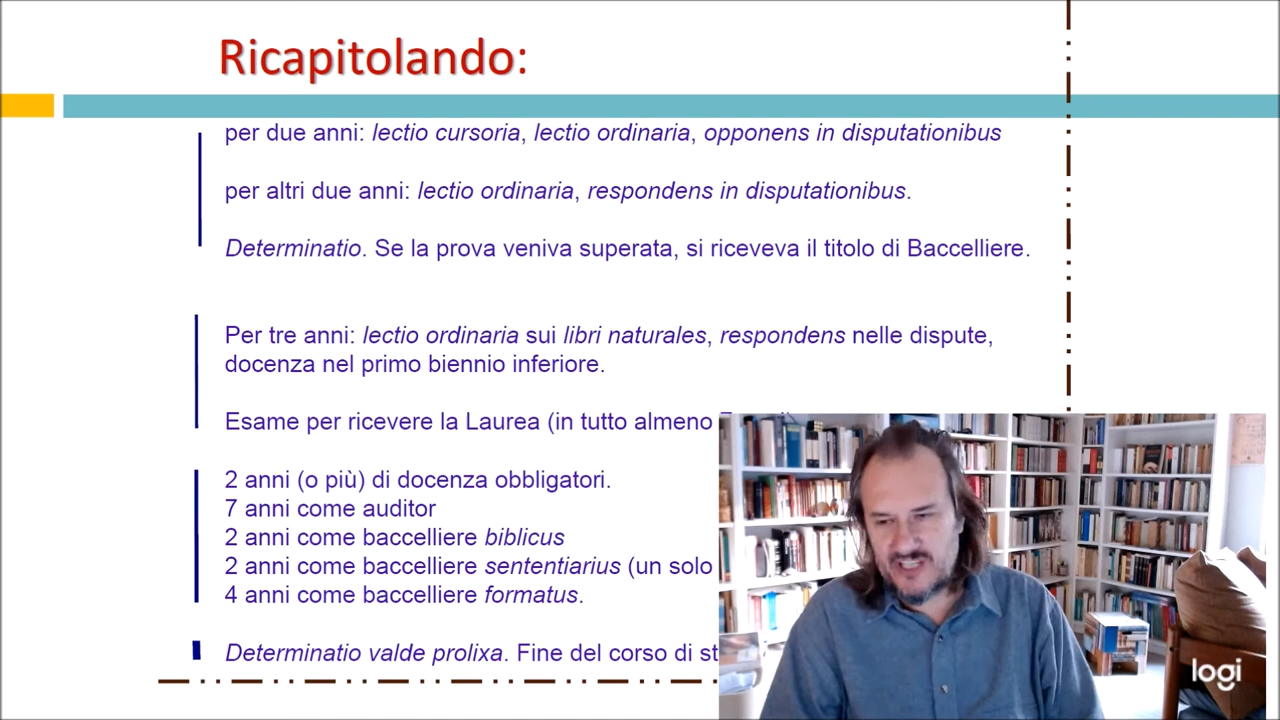 Ricapitolando:
per due anni: lectio cursoria, lectio ordinaria, opponens in disputationibus
per altri due anni: lectio ordinaria, respondens in disputationibus.
Determinatio. Se la prova veniva superata, si riceveva il titolo di Baccelliere.
Per tre anni: lectio ordinaria sui libri naturales, respondens nelle dispute,
docenza nel primo biennio inferiore.
Esame per ricevere la Laurea (in tutto almeno
2 anni (o più) di docenza obbligatori.
7 anni come auditor
2 anni come baccelliere biblicus
2 anni come baccelliere sententiarius (un solo
4 anni come baccelliere formatus.
Determinatio valde prolixa. Fine del corso di
logi